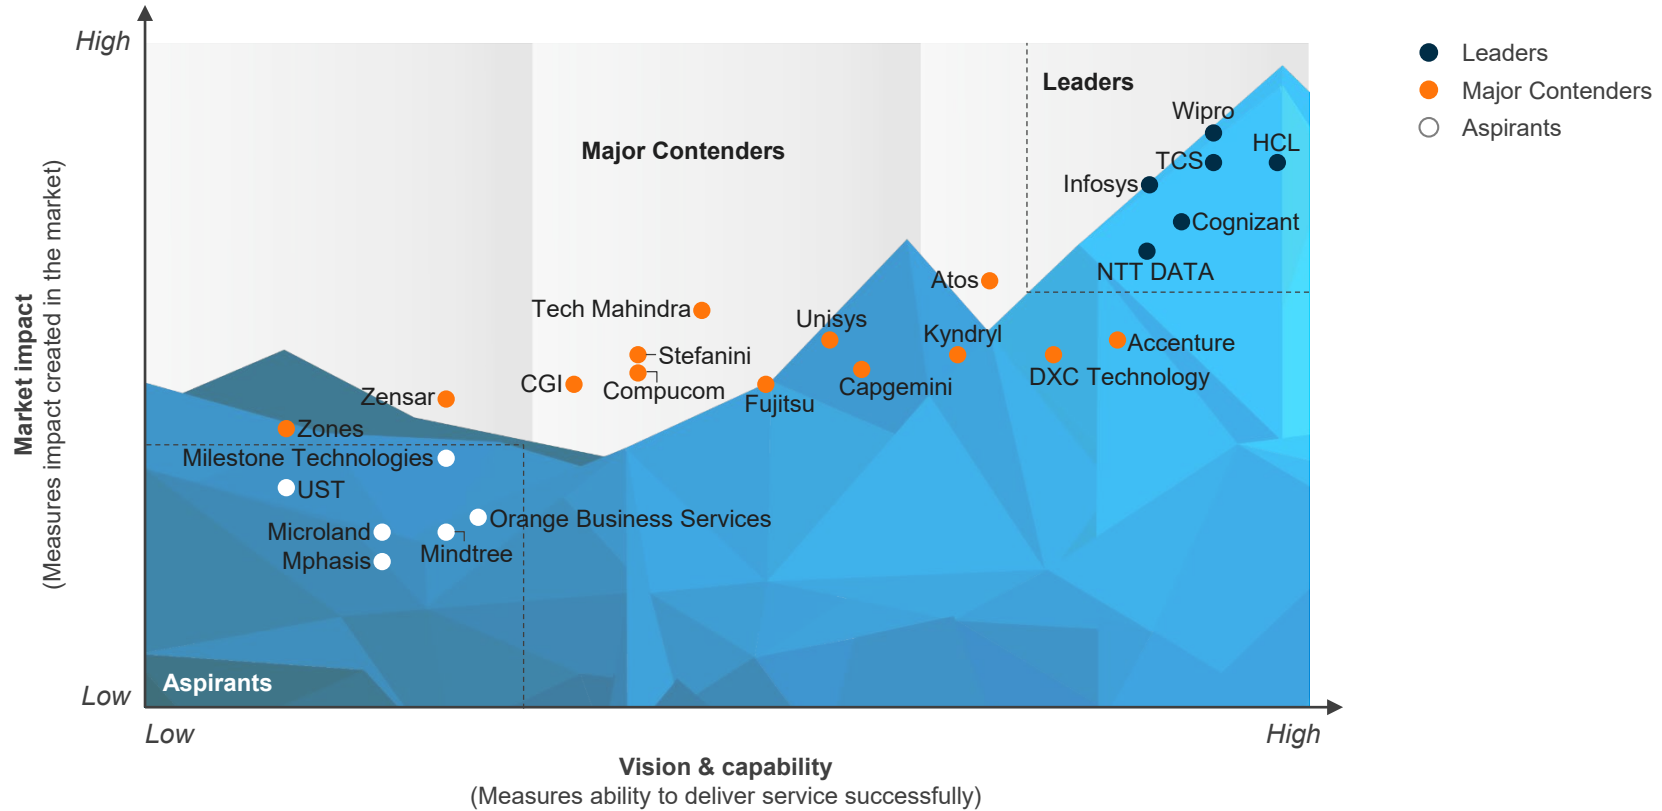 High
Leaders
Leaders
Major Contenders
Aspirants
Wipro
HCL
TCS
Infosys
Major Contenders
Cognizant
NTT DATA
Atos
Tech Mahindra
Unisys
Kyndryl
Accenture
Stefanini
DXC Technology
CGI
Compucom
Capgemini
Fujitsu
Zensar
Zones
Milestone Technologies
UST
Orange Business Services
Microland
Mindtree
Mphasis
Aspirants
Market impact
(Measures impact created in the market)
Low
Low
High
Vision & capability
(Measures ability to deliver service successfully)